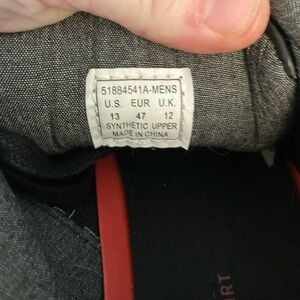 51884541A-MENS
U.S. EUR U.K.
13 47 12
SYNTHETIC UPPER
MADE IN CHINA